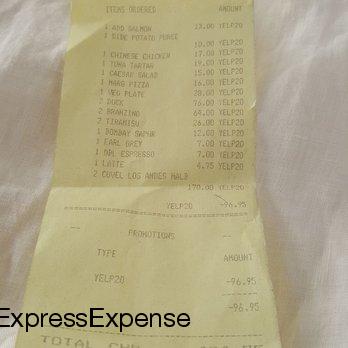 ITEMS ORDERED AMOUNT
1 ADD SALMON 13.00 YELP20
1 SIDE POTATO PUREE
10.00 YELP20
1 CHINESE CHICKEN 17.00 YELP20
1 TUNA TARTAR 19.00 YELP20
1 CAESAR SALAD 15.00 YELP20
1 MARG PIZZA 16.00 YELP20
1 VEG PLATE 28.00 YELP20
2 DUCK 76.00 YELP20
2 BRANZINO 64.00 YELP20
2 TIRAMISU 26.00 YELP20
1 BOMBAY SAPHR 12.00 YELP20
1 EARL GREY 7.00 YELP20
1 DBL ESPRESSO 7.00 YELP20
1 LATTE 4.75 YELP20
2 CUVEL LOS ANDES MALB
170.00 YELP20
YELP20 -96.95
-- PROMOTIONS --
TYPE AMOUNT
YELP20 -96.95
-96.95
ExpressExpense
TOTAL